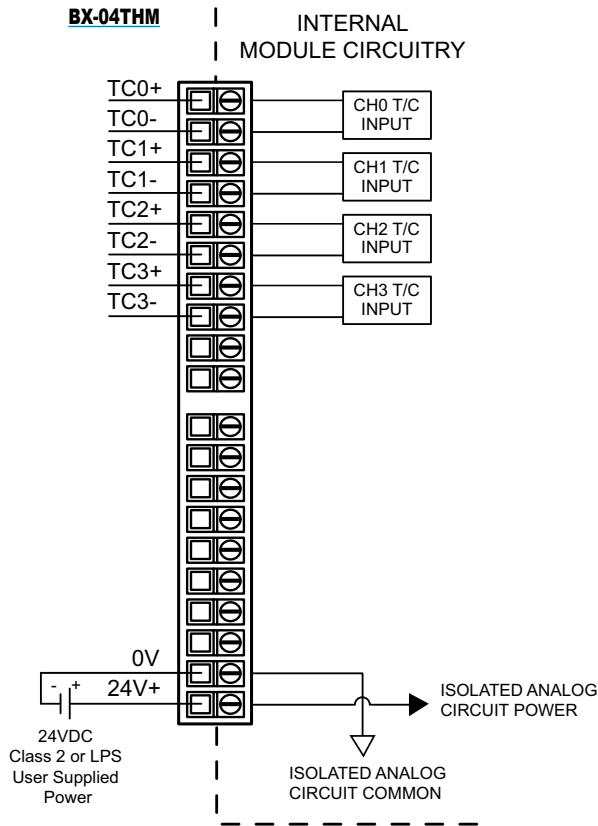 BX-04THM
INTERNAL
MODULE CIRCUITRY
TC0+
TC0-
TC1+
TC1-
TC2+
TC2-
TC3+
TC3-
CH0 T/C
INPUT
CH1 T/C
INPUT
CH2 T/C
INPUT
CH3 T/C
INPUT
0V
24V+
- +
24VDC
Class 2 or LPS
User Supplied
Power
ISOLATED ANALOG
CIRCUIT POWER
ISOLATED ANALOG
CIRCUIT COMMON